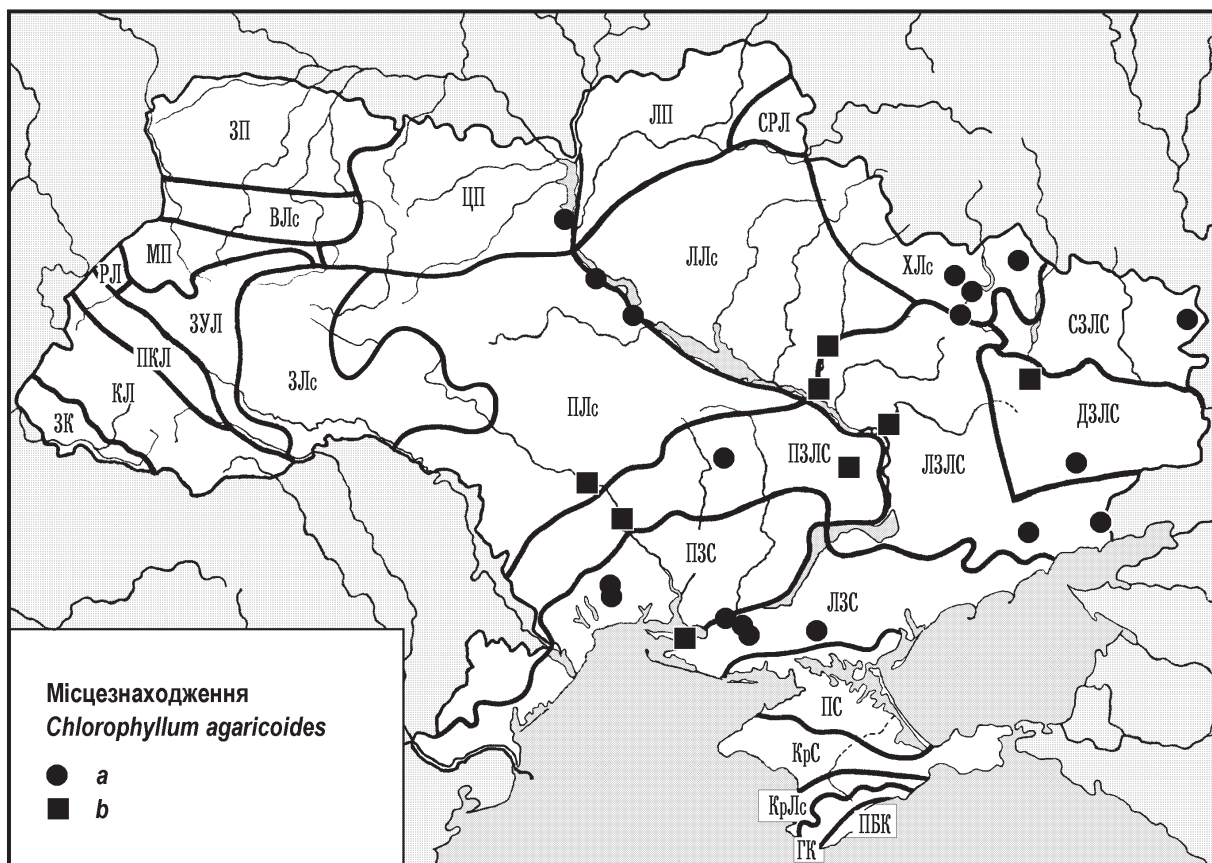 ЗП
ЛП
СРЛ
ЦП
ВЛс
МП
РЛ
ЛЛс
ХЛс
ЗУЛ
СЗЛС
ПКЛ
КЛ
ЗЛс
ЗК
ПЛс
ПЗЛС
ЛЗЛС
ДЗЛС
ПЗС
ЛЗС
Місцезнаходження
Chlorophyllum agaricoides
a
b
ПС
КрС
КрЛс
ПБК
ГК